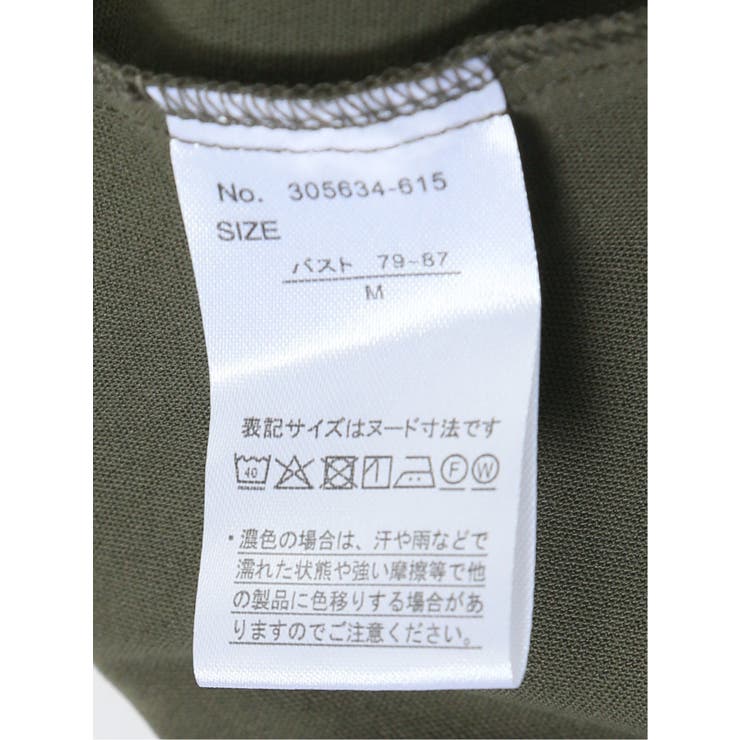 No. 305634-615
SIZE
バスト 79~87
M
表記サイズはヌード寸法です
40 F W
・濃色の場合は、汗や雨などで
濡れた状態や強い摩擦等で他
の製品に色移りする場合があ
りますのでご注意ください。